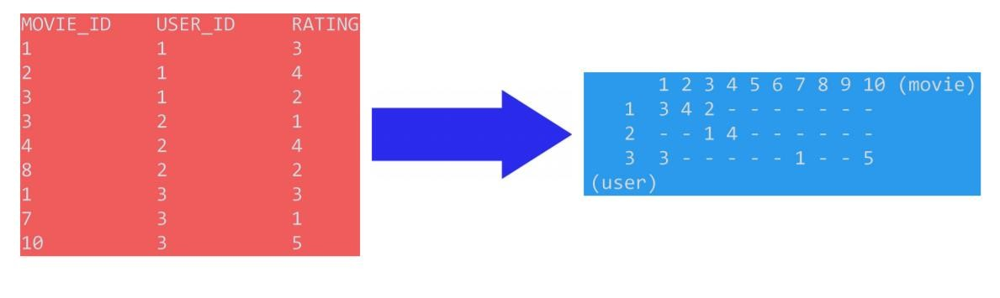 MOVIE_ID USER_ID RATING
1 1 3
2 1 4
3 1 2
3 2 1
4 2 4
8 2 2
1 3 3
7 3 1
10 3 5
1 2 3 4 5 6 7 8 9 10 (movie)
1 3 4 2 - - - - - - -
2 - - 1 4 - - - - - -
3 3 - - - - - 1 - - 5
(user)